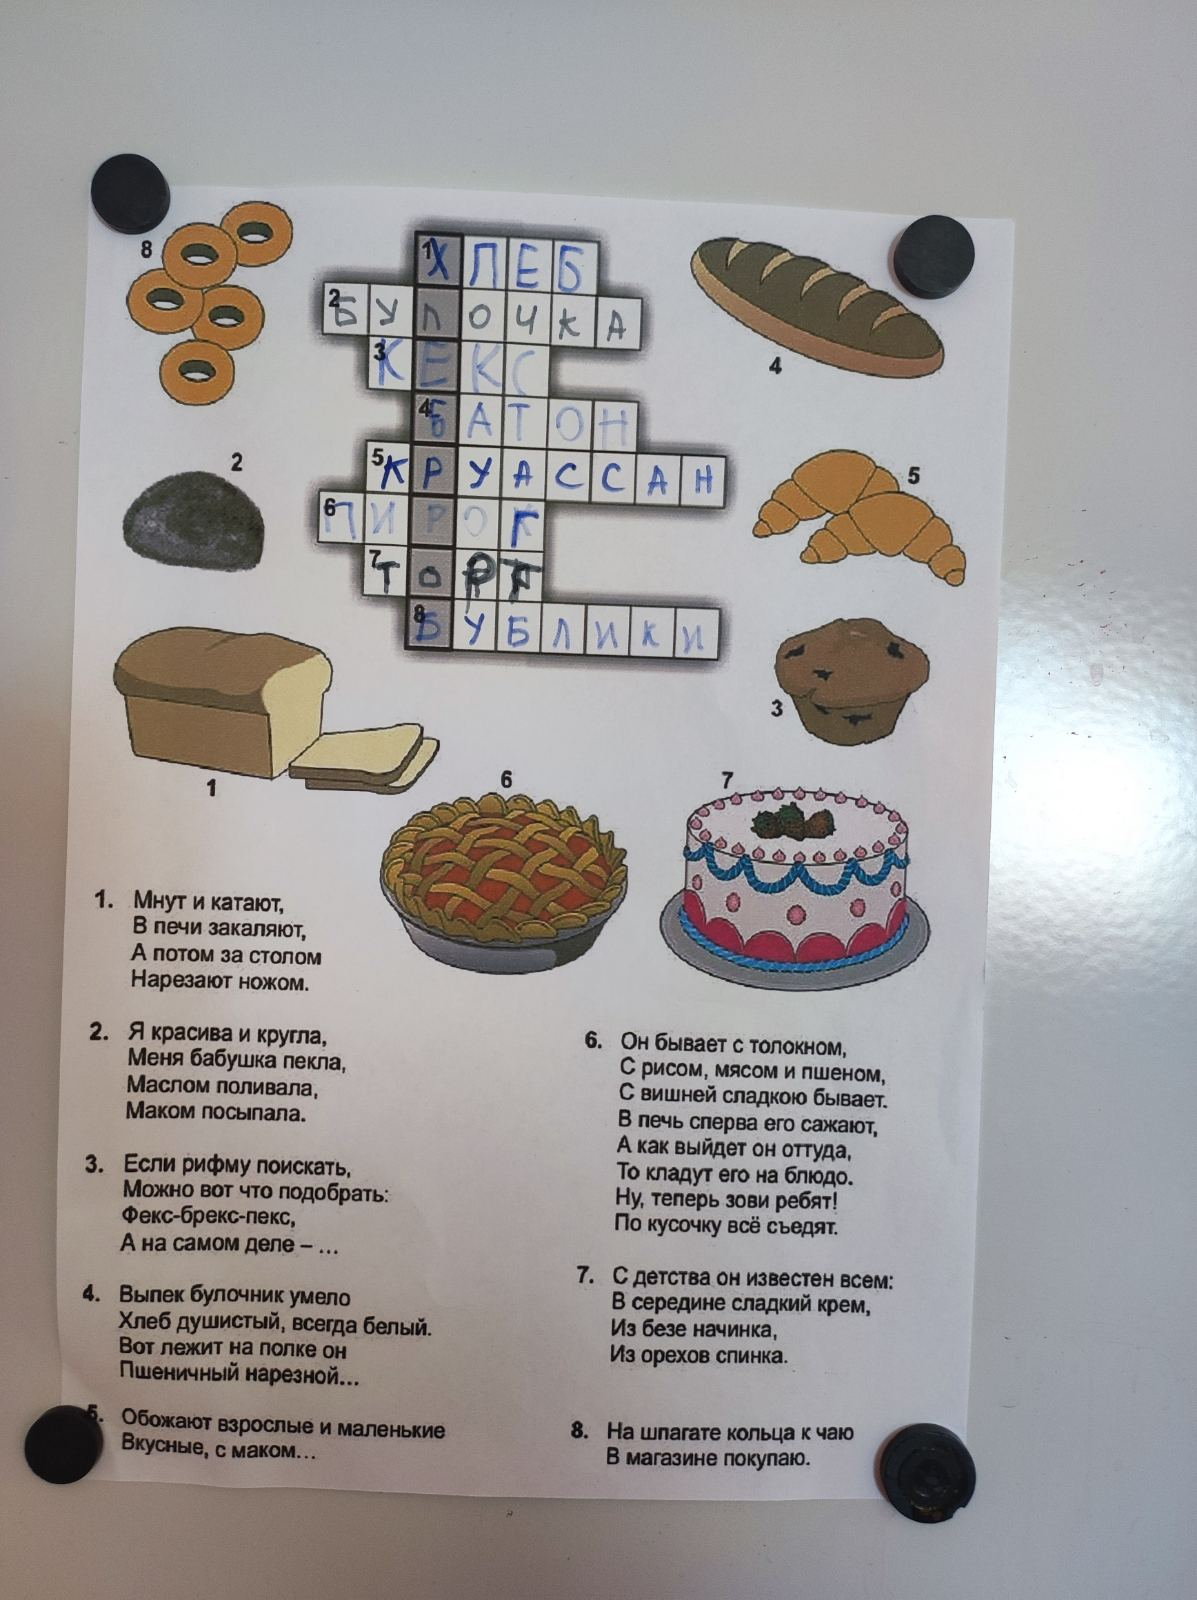 8
1 ХЛЕБ
2 БУЛОЧКА
3 КЕКС
4 БАТОН
4
5 КРУАССАН
2
5
6 ПИРОГ
7 ТОРТ
8 БУБЛИКИ
3
1
6
7
1. Мнут и катают,
В печи закаляют,
А потом за столом
Нарезают ножом.
2. Я красива и кругла,
Меня бабушка пекла,
Маслом поливала,
Маком посыпала.
3. Если рифму поискать,
Можно вот что подобрать:
Фекс-брекс-пекс,
А на самом деле – ...
4. Выпек булочник умело
Хлеб душистый, всегда белый.
Вот лежит на полке он
Пшеничный нарезной...
5. Обожают взрослые и маленькие
Вкусные, с маком...
6. Он бывает с толокном,
С рисом, мясом и пшеном,
С вишней сладкою бывает.
В печь сперва его сажают,
А как выйдет он оттуда,
То кладут его на блюдо.
Ну, теперь зови ребят!
По кусочку всё съедят.
7. С детства он известен всем:
В середине сладкий крем,
Из безе начинка,
Из орехов спинка.
8. На шпагате кольца к чаю
В магазине покупаю.